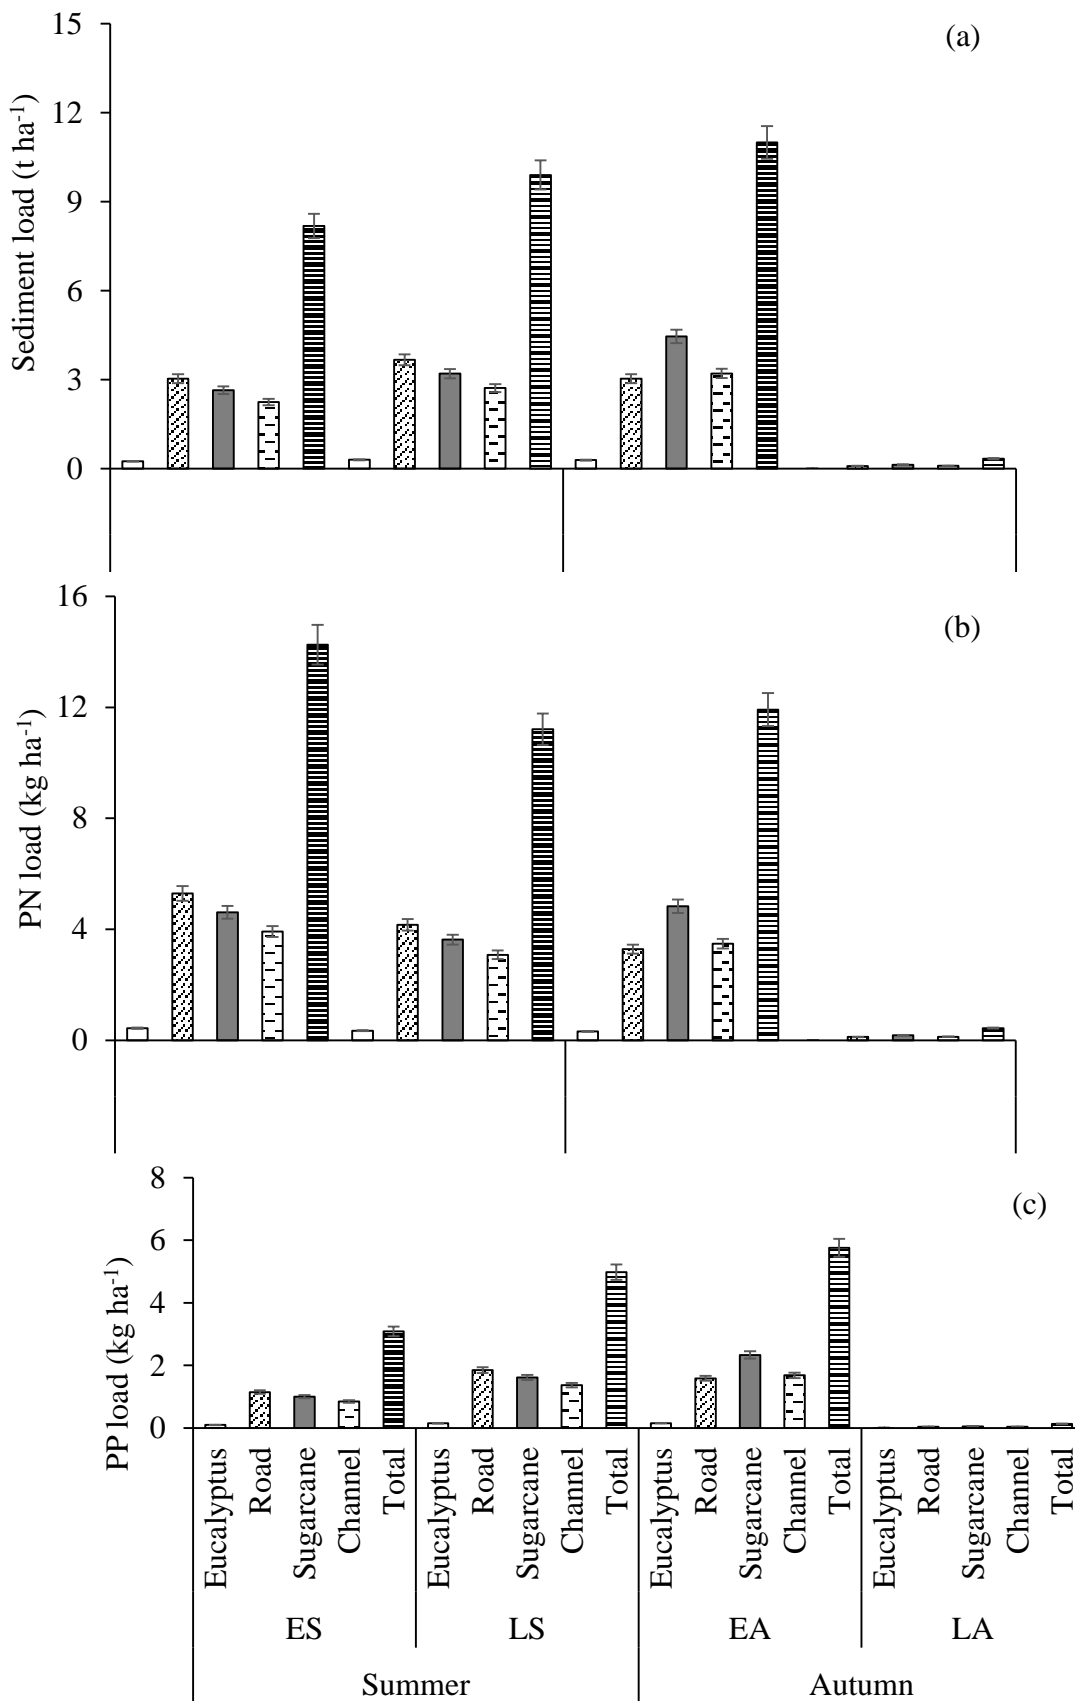 (a)
Sediment load (t ha⁻¹)
15
12
9
6
3
0
(b)
PN load (kg ha⁻¹)
16
12
8
4
0
(c)
PP load (kg ha⁻¹)
8
6
4
2
0
Eucalyptus Road Sugarcane Channel Total Eucalyptus Road Sugarcane Channel Total Eucalyptus Road Sugarcane Channel Total Eucalyptus Road Sugarcane Channel Total
ES LS EA LA
Summer Autumn